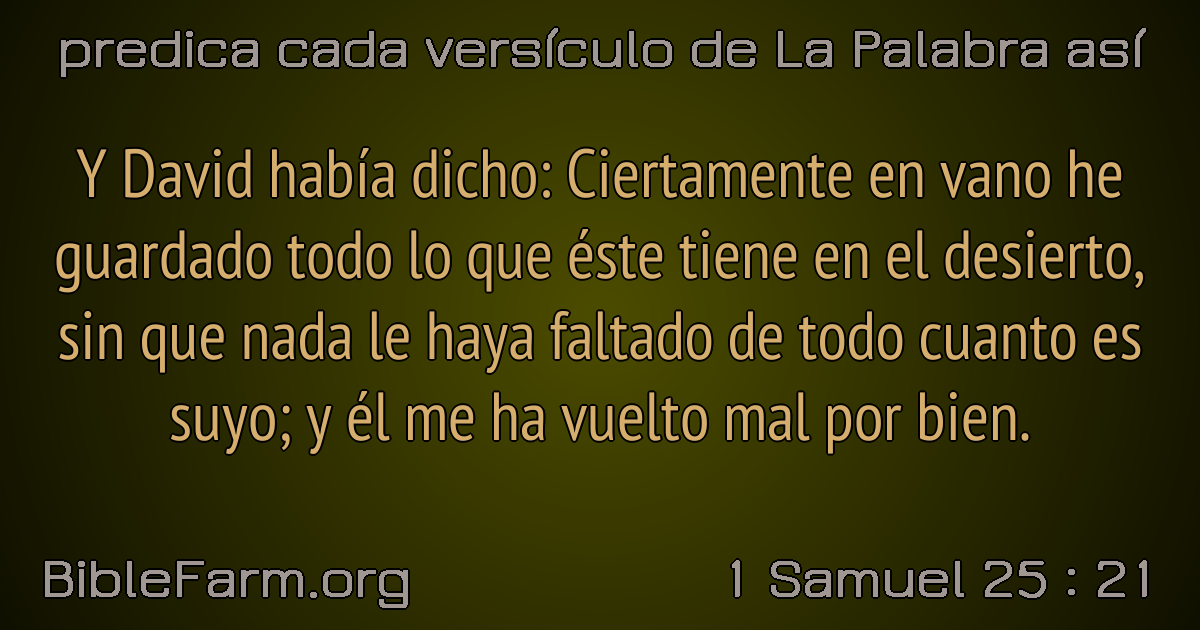 predica cada versículo de La Palabra así
Y David había dicho: Ciertamente en vano he
guardado todo lo que éste tiene en el desierto,
sin que nada le haya faltado de todo cuanto es
suyo; y él me ha vuelto mal por bien.
BibleFarm.org
1 Samuel 25 : 21